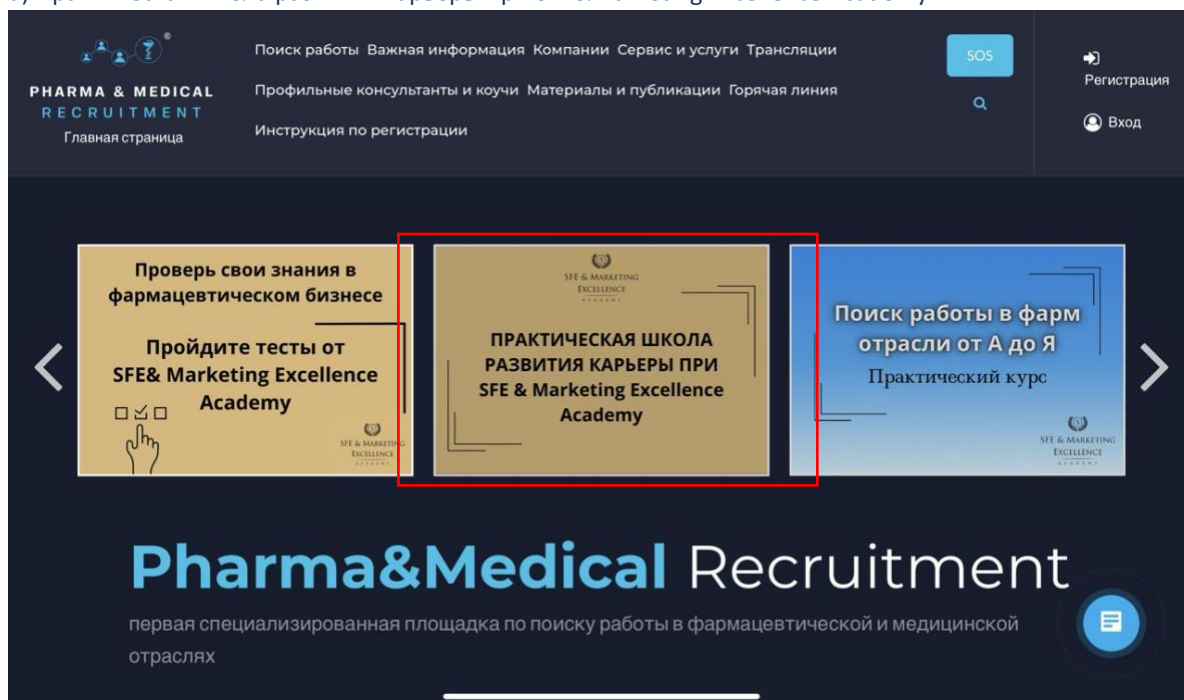 PHARMA & MEDICAL
RECRUITMENT
Главная страница
Поиск работы Важная информация Компании Сервис и услуги Трансляции
Профильные консультанты и коучи Материалы и публикации Горячая линия
Инструкция по регистрации
SOS
Регистрация
Вход
Проверь свои знания в
фармацевтическом бизнесе
Пройдите тесты от
SFE& Marketing Excellence
Academy
SFE & MARKETING
EXCELLENCE
ACADEMY
SFE & MARKETING
EXCELLENCE
ACADEMY
ПРАКТИЧЕСКАЯ ШКОЛА
РАЗВИТИЯ КАРЬЕРЫ ПРИ
SFE & Marketing Excellence
Academy
Поиск работы в фарм
отрасли от А до Я
Практический курс
SFE & MARKETING
EXCELLENCE
ACADEMY
Pharma&Medical Recruitment
первая специализированная площадка по поиску работы в фармацевтической и медицинской
отраслях